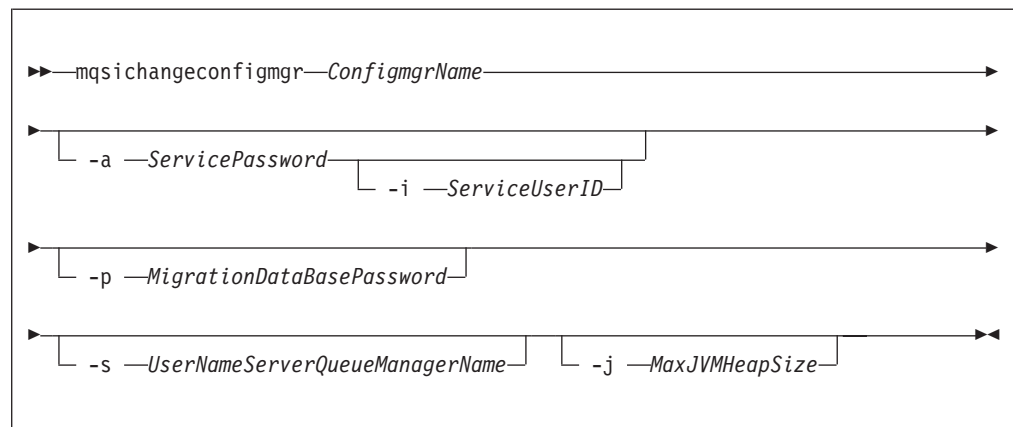 mqsichangeconfigmgr ConfigmgrName
-a ServicePassword
-i ServiceUserID
-p MigrationDataBasePassword
-s UserNameServerQueueManagerName -j MaxJVMHeapSize